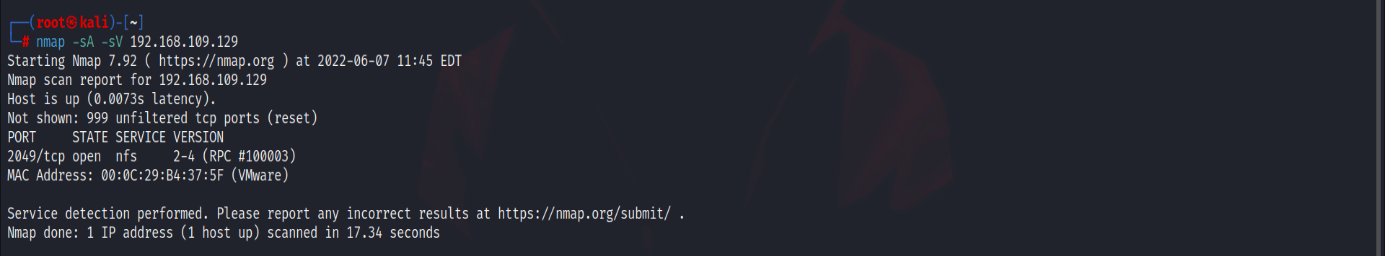 ┌──(root㉿kali)-[~]
└─# nmap -sA -sV 192.168.109.129
Starting Nmap 7.92 ( https://nmap.org ) at 2022-06-07 11:45 EDT
Nmap scan report for 192.168.109.129
Host is up (0.0073s latency).
Not shown: 999 unfiltered tcp ports (reset)
PORT     STATE SERVICE VERSION
2049/tcp open  nfs     2-4 (RPC #100003)
MAC Address: 00:0C:29:B4:37:5F (VMware)
Service detection performed. Please report any incorrect results at https://nmap.org/submit/ .
Nmap done: 1 IP address (1 host up) scanned in 17.34 seconds